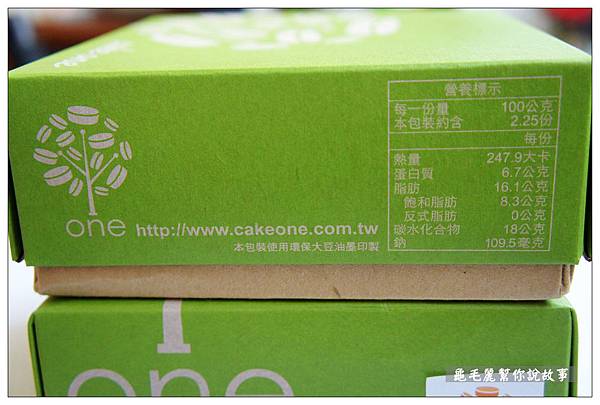 營養標示
每一份量 100公克
本包裝約含 2.25份
每份
熱量 247.9大卡
蛋白質 6.7公克
脂肪 16.1公克
飽和脂肪 8.3公克
反式脂肪 0公克
碳水化合物 18公克
鈉 109.5毫克
one http://www.cakeone.com.tw
本包裝使用環保大豆油墨印製
one
龜毛麗幫你說故事